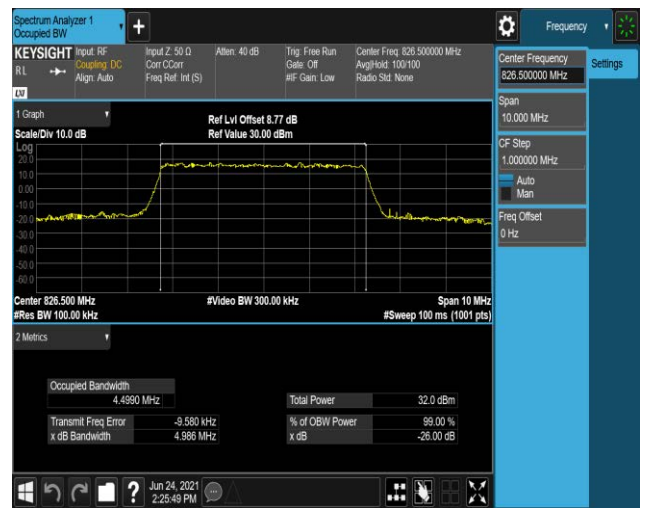 Spectrum Analyzer 1
Occupied BW
Frequency
KEYSIGHT Input: RF Input Z: 50 Ω Atten: 40 dB Trig: Free Run Center Freq: 826.500000 MHz
RL Coupling: DC Corr CCorr Gate: Off Avg|Hold: 100/100
Align: Auto Freq Ref: Int (S) #IF Gain: Low Radio Std: None
LXI
Center Frequency
826.500000 MHz
Settings
Span
10.000 MHz
CF Step
1.000000 MHz
Auto
Man
Freq Offset
0 Hz
1 Graph
Ref Lvl Offset 8.77 dB
Scale/Div 10.0 dB Ref Value 30.00 dBm
Log
20.0
10.0
0.00
-10.0
-20.0
-30.0
-40.0
-50.0
-60.0
Center 826.500 MHz #Video BW 300.00 kHz Span 10 MHz
#Res BW 100.00 kHz #Sweep 100 ms (1001 pts)
2 Metrics
Occupied Bandwidth
4.4990 MHz Total Power 32.0 dBm
Transmit Freq Error -9.580 kHz % of OBW Power 99.00 %
x dB Bandwidth 4.986 MHz x dB -26.00 dB
Jun 24, 2021
2:25:49 PM